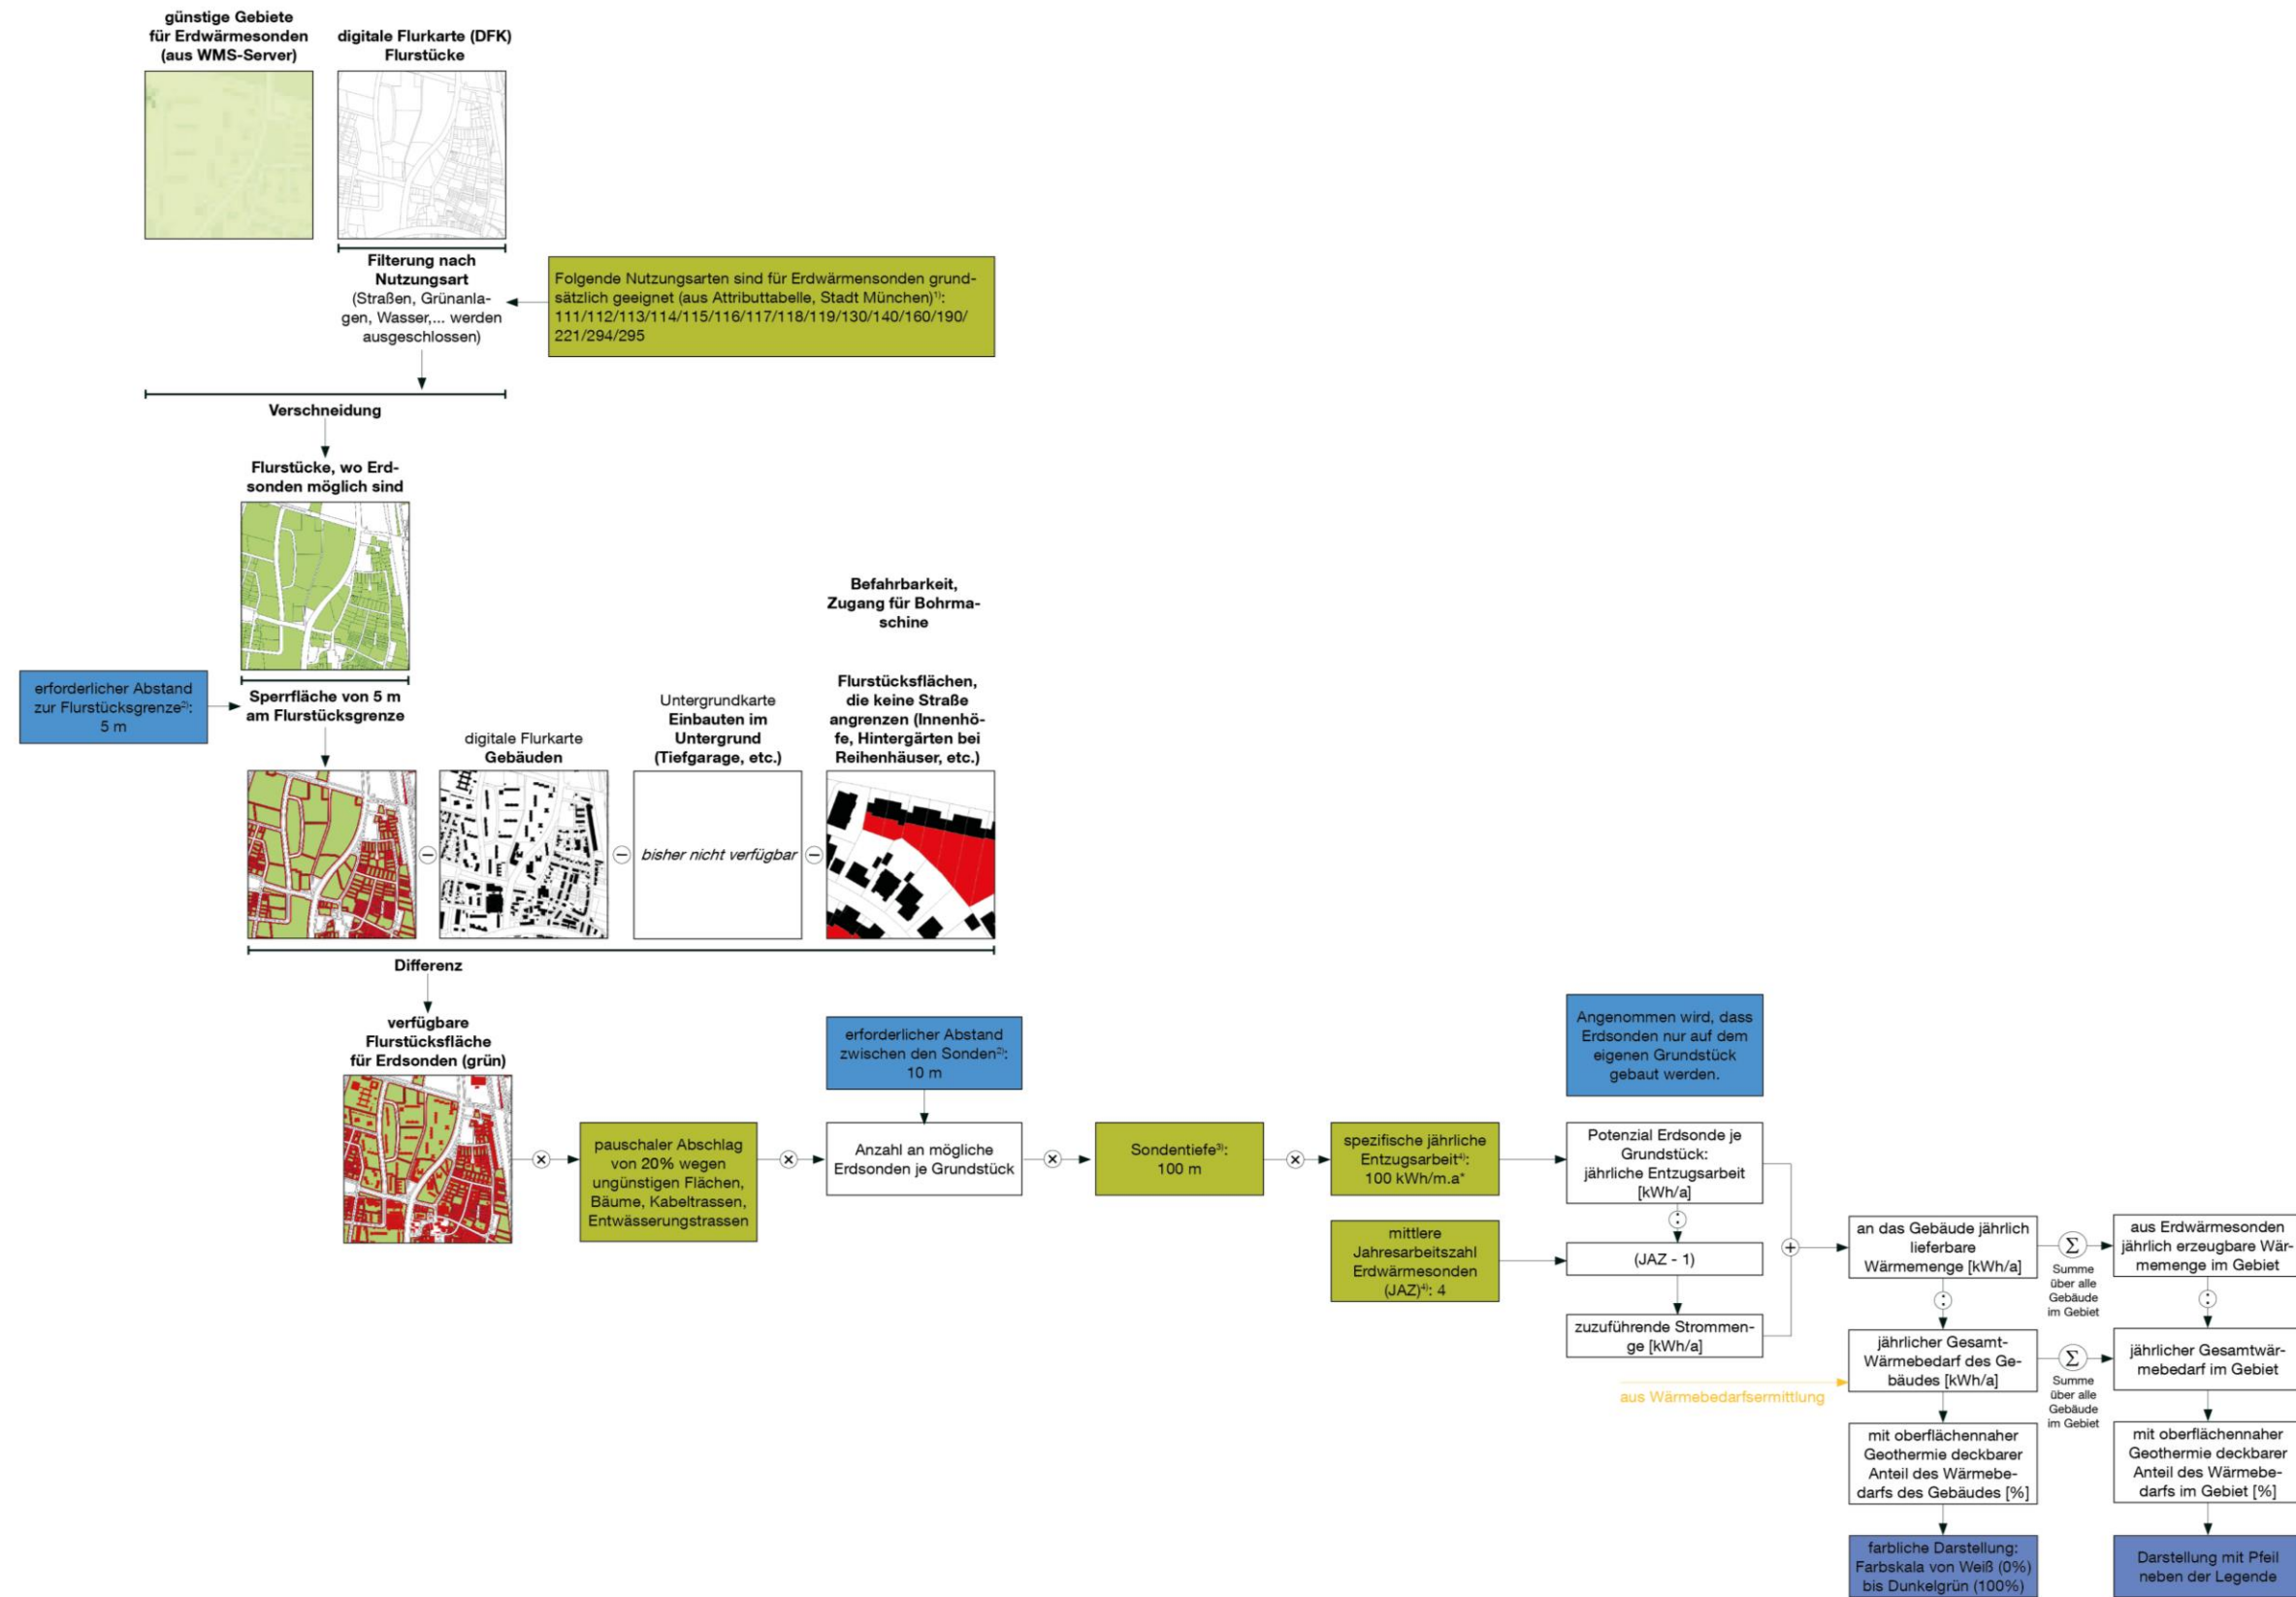 günstige Gebiete
für Erdwärmesonden
(aus WMS-Server)
digitale Flurkarte (DFK)
Flurstücke
Filterung nach
Nutzungsart
(Straßen, Grünanla-
gen, Wasser,... werden
ausgeschlossen)
Folgende Nutzungsarten sind für Erdwärmensonden grund-
sätzlich geeignet (aus Attributtabelle, Stadt München)¹⁾:
111/112/113/114/115/116/117/118/119/130/140/160/190/
221/294/295
Verschneidung
Flurstücke, wo Erd-
sonden möglich sind
erforderlicher Abstand
zur Flurstücksgrenze²⁾:
5 m
Sperrfläche von 5 m
am Flurstücksgrenze
digitale Flurkarte
Gebäuden
Untergrundkarte
Einbauten im
Untergrund
(Tiefgarage, etc.)
Befahrbarkeit,
Zugang für Bohrma-
schine
Flurstücksflächen,
die keine Straße
angrenzen (Innenhö-
fe, Hintergärten bei
Reihenhäuser, etc.)
−
−
bisher nicht verfügbar
−
Differenz
verfügbare
Flurstücksfläche
für Erdsonden (grün)
×
pauschaler Abschlag
von 20% wegen
ungünstigen Flächen,
Bäume, Kabeltrassen,
Entwässerungstrassen
×
erforderlicher Abstand
zwischen den Sonden²⁾:
10 m
Anzahl an mögliche
Erdsonden je Grundstück
×
Sondentiefe³⁾:
100 m
×
spezifische jährliche
Entzugsarbeit⁴⁾:
100 kWh/m.a*
mittlere
Jahresarbeitszahl
Erdwärmesonden
(JAZ)⁴⁾: 4
Angenommen wird, dass
Erdsonden nur auf dem
eigenen Grundstück
gebaut werden.
Potenzial Erdsonde je
Grundstück:
jährliche Entzugsarbeit
[kWh/a]
:
(JAZ - 1)
zuzuführende Strommen-
ge [kWh/a]
+
an das Gebäude jährlich
lieferbare
Wärmemenge [kWh/a]
:
jährlicher Gesamt-
Wärmebedarf des Ge-
bäudes [kWh/a]
aus Wärmebedarfsermittlung
mit oberflächennaher
Geothermie deckbarer
Anteil des Wärmebe-
darfs des Gebäudes [%]
farbliche Darstellung:
Farbskala von Weiß (0%)
bis Dunkelgrün (100%)
Σ
Summe
über alle
Gebäude
im Gebiet
Σ
Summe
über alle
Gebäude
im Gebiet
aus Erdwärmesonden
jährlich erzeugbare Wär-
memenge im Gebiet
:
jährlicher Gesamtwär-
mebedarf im Gebiet
mit oberflächennaher
Geothermie deckbarer
Anteil des Wärmebe-
darfs im Gebiet [%]
Darstellung mit Pfeil
neben der Legende